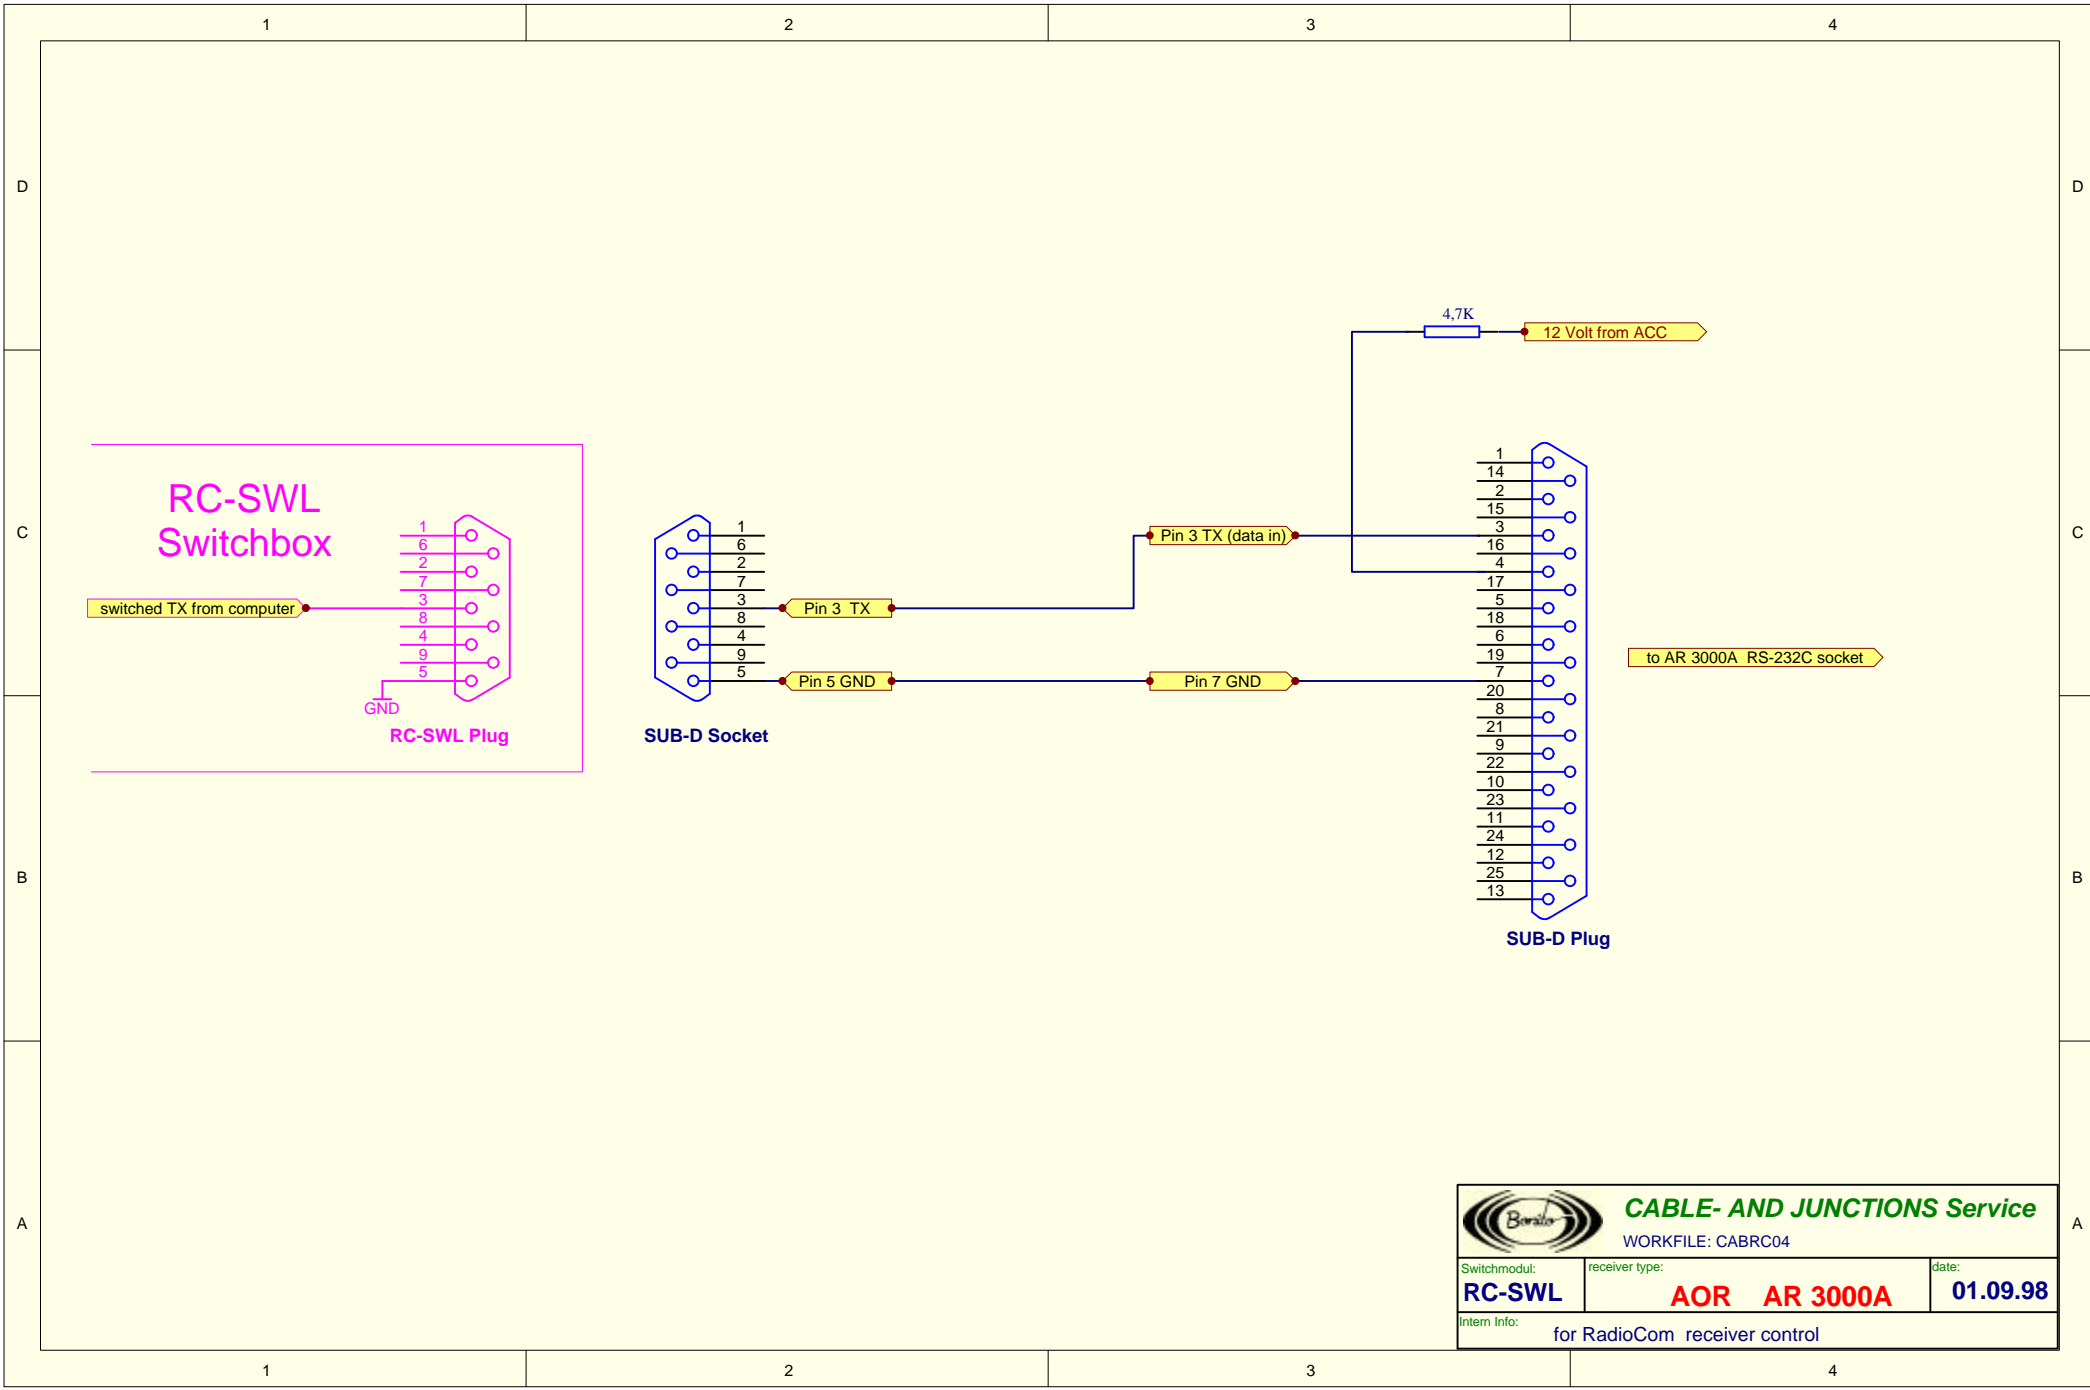 1 2 3 4
D D
4,7K
12 Volt from ACC
RC-SWL
Switchbox
C C
switched TX from computer
1
6
2
7
3
8
4
9
5
GND
RC-SWL Plug
1
6
2
7
3
8
4
9
5
SUB-D Socket
Pin 3 TX
Pin 5 GND
Pin 3 TX (data in)
Pin 7 GND
1
14
2
15
3
16
4
17
5
18
6
19
7
20
8
21
9
22
10
23
11
24
12
25
13
SUB-D Plug
to AR 3000A RS-232C socket
B B
A A
Bonito
CABLE- AND JUNCTIONS Service
WORKFILE: CABRC04
Switchmodul:
RC-SWL
receiver type:
AOR AR 3000A
date:
01.09.98
Intern Info:
for RadioCom receiver control
1 2 3 4